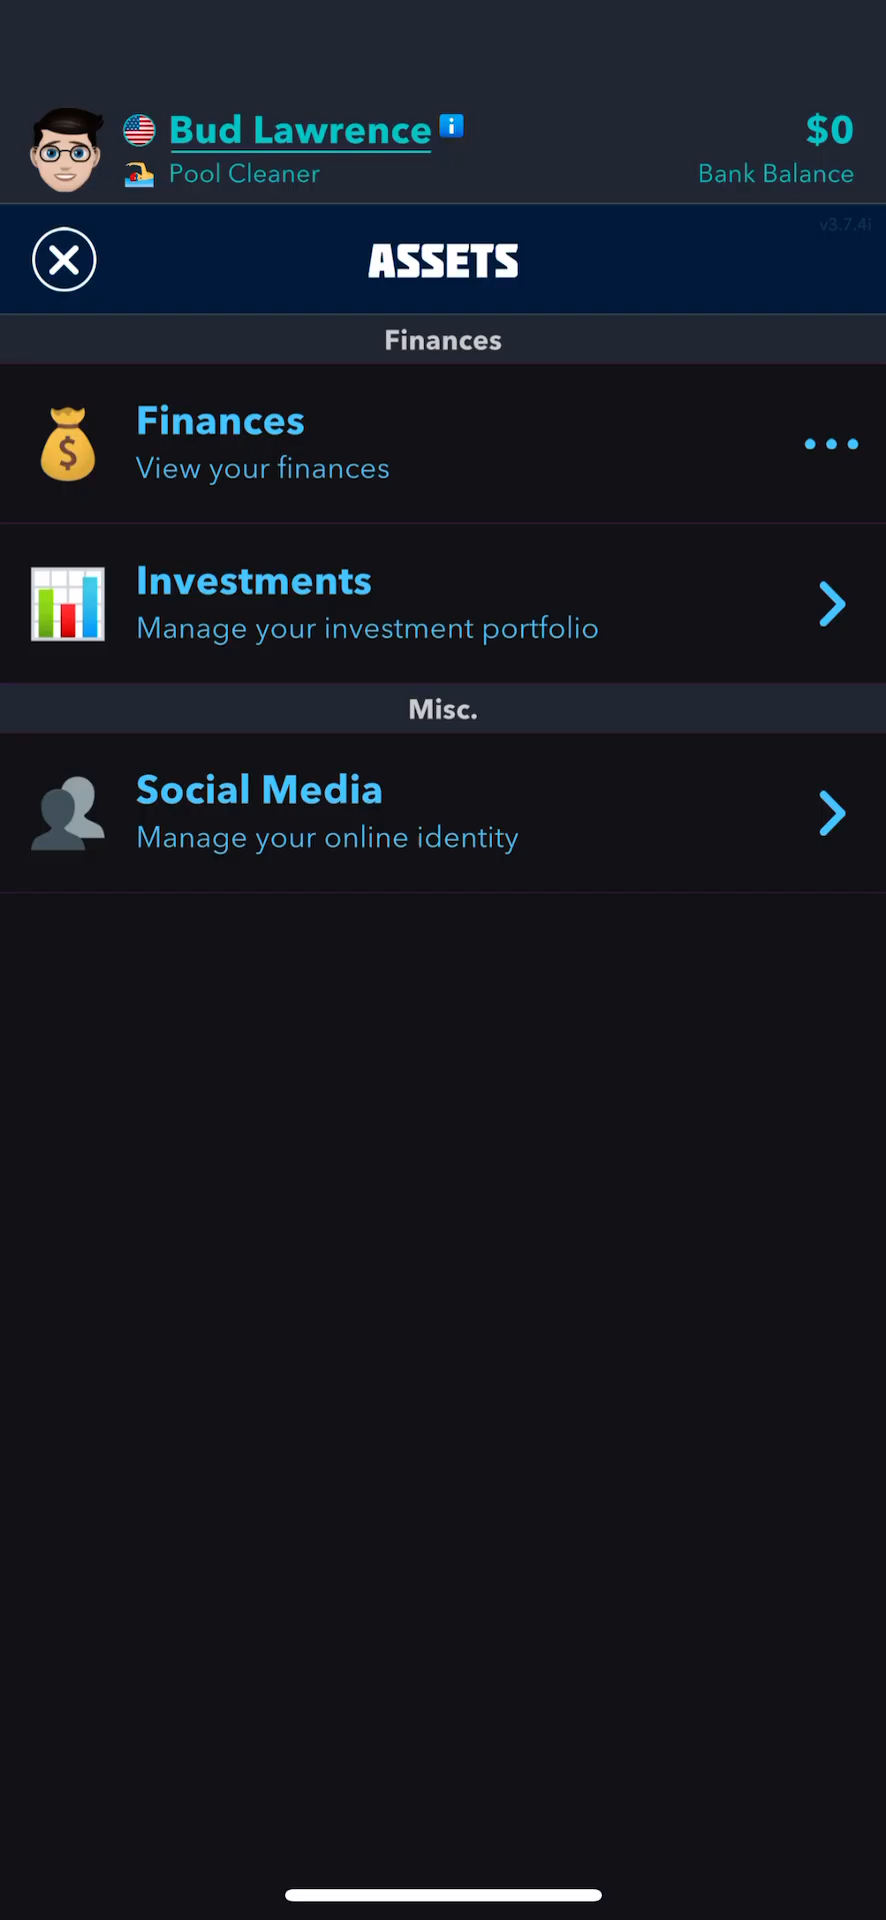 Bud Lawrence
$0
Pool Cleaner
Bank Balance
v3.7.4i
ASSETS
Finances
Finances
View your finances
Investments
Manage your investment portfolio
Misc.
Social Media
Manage your online identity